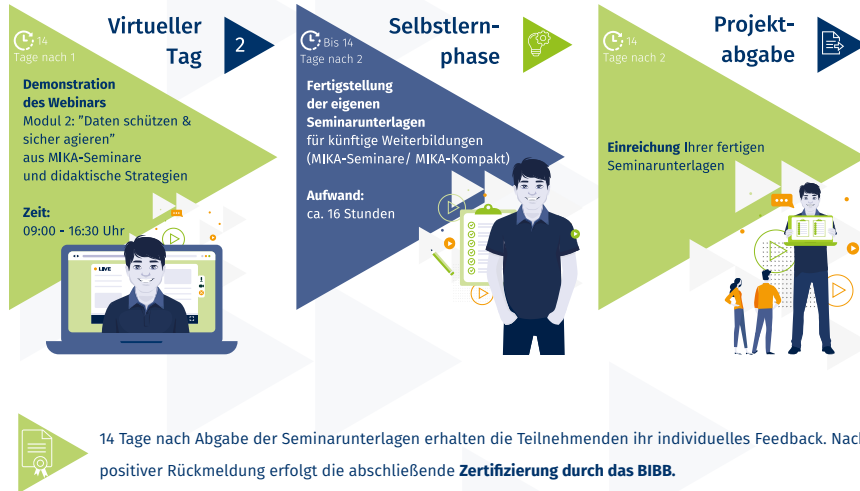 Virtueller
Tag
2
14
Tage nach 1
Demonstration
des Webinars
Modul 2: "Daten schützen &
sicher agieren"
aus MIKA-Seminare
und didaktische Strategien
Zeit:
09:00 - 16:30 Uhr
LIVE
Selbstlern-
phase
Bis 14
Tage nach 2
Fertigstellung
der eigenen
Seminarunterlagen
für künftige Weiterbildungen
(MIKA-Seminare/ MIKA-Kompakt)
Aufwand:
ca. 16 Stunden
Projekt-
abgabe
14
Tage nach 2
Einreichung Ihrer fertigen
Seminarunterlagen
14 Tage nach Abgabe der Seminarunterlagen erhalten die Teilnehmenden ihr individuelles Feedback. Nach
positiver Rückmeldung erfolgt die abschließende Zertifizierung durch das BIBB.